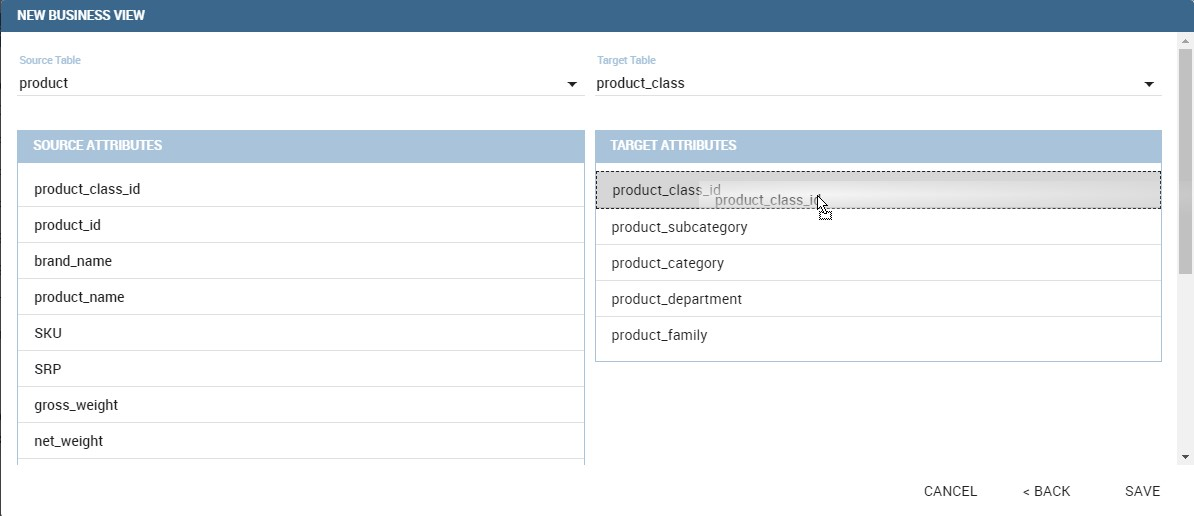 NEW BUSINESS VIEW
Source Table
product
Target Table
product_class
SOURCE ATTRIBUTES
product_class_id
product_id
brand_name
product_name
SKU
SRP
gross_weight
net_weight
TARGET ATTRIBUTES
product_class_id
product_class_id
product_subcategory
product_category
product_department
product_family
CANCEL
< BACK
SAVE